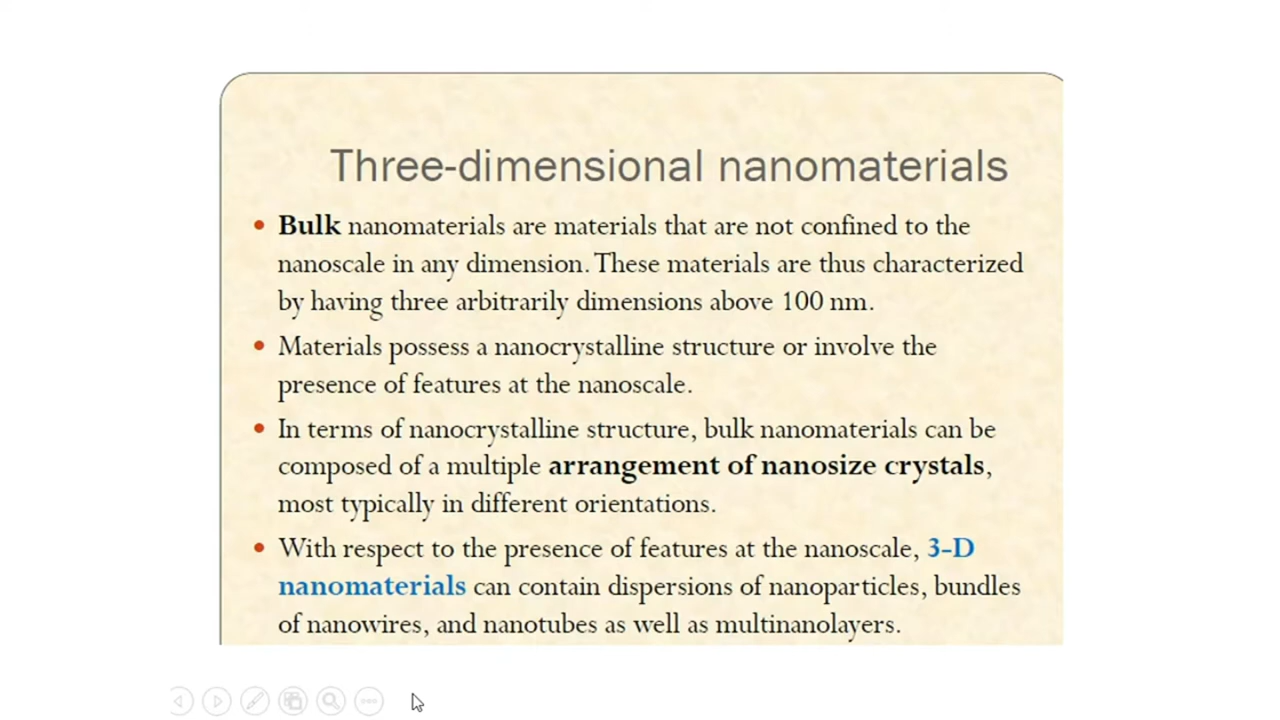 Three-dimensional nanomaterials
• Bulk nanomaterials are materials that are not confined to the
nanoscale in any dimension. These materials are thus characterized
by having three arbitrarily dimensions above 100 nm.
• Materials possess a nanocrystalline structure or involve the
presence of features at the nanoscale.
• In terms of nanocrystalline structure, bulk nanomaterials can be
composed of a multiple arrangement of nanosize crystals,
most typically in different orientations.
• With respect to the presence of features at the nanoscale, 3-D
nanomaterials can contain dispersions of nanoparticles, bundles
of nanowires, and nanotubes as well as multinanolayers.